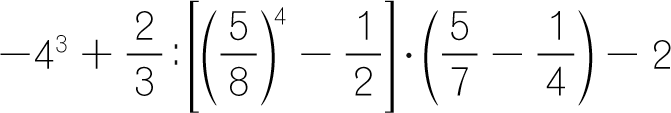 −4³ + 2/3 : [(5/8)⁴ − 1/2] · (5/7 − 1/4) − 2